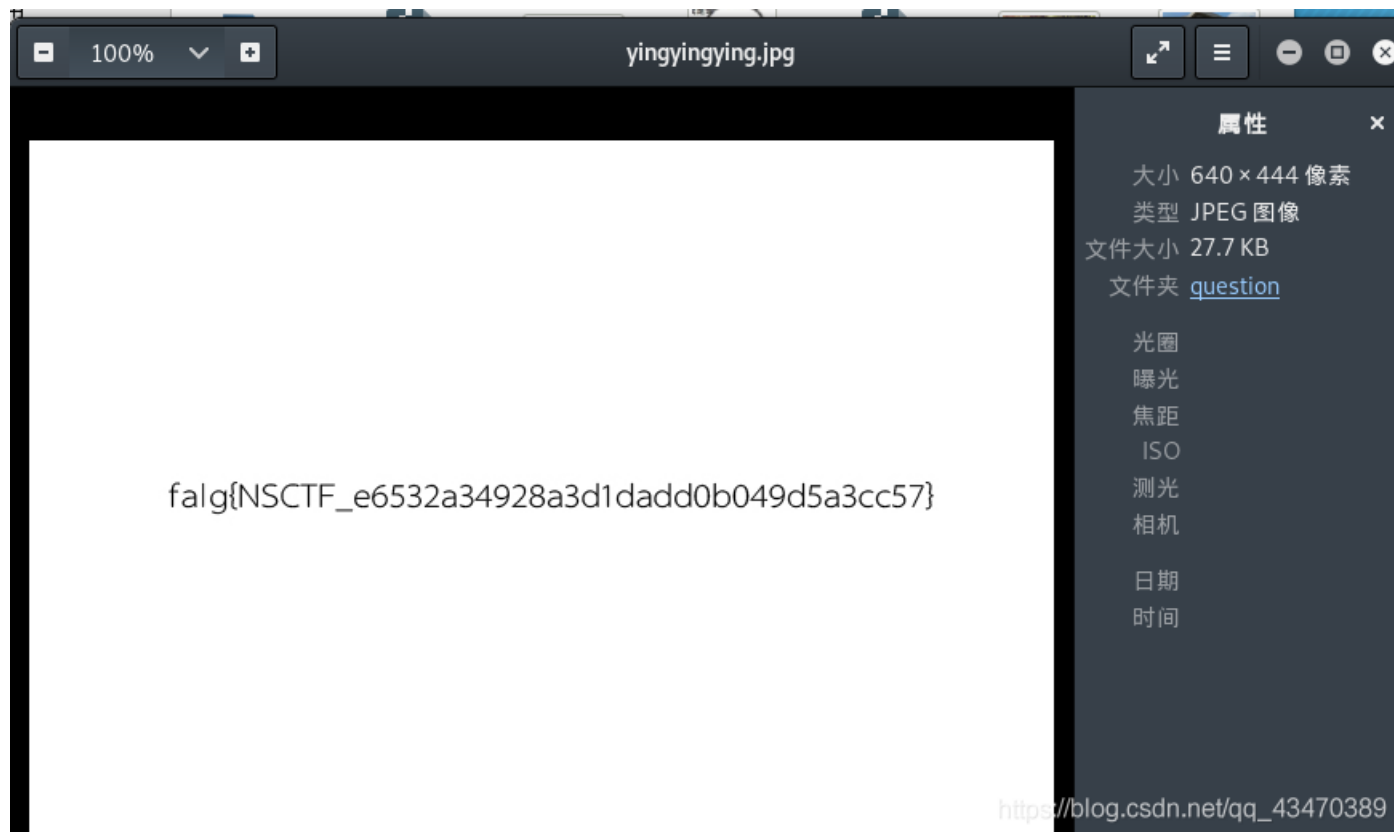 100%
yingyingying.jpg
属性
大小 640 × 444 像素
类型 JPEG 图像
文件大小 27.7 KB
文件夹 question
光圈
曝光
焦距
ISO
测光
相机
日期
时间
falg{NSCTF_e6532a34928a3d1dadd0b049d5a3cc57}
https://blog.csdn.net/qq_43470389